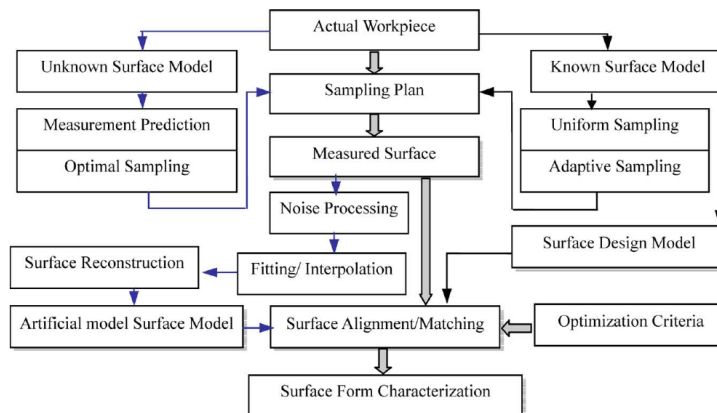 Actual Workpiece
Unknown Surface Model
Known Surface Model
Sampling Plan
Measurement Prediction
Uniform Sampling
Optimal Sampling
Measured Surface
Adaptive Sampling
Noise Processing
Surface Design Model
Surface Reconstruction
Fitting/ Interpolation
Artificial model Surface Model
Surface Alignment/Matching
Optimization Criteria
Surface Form Characterization